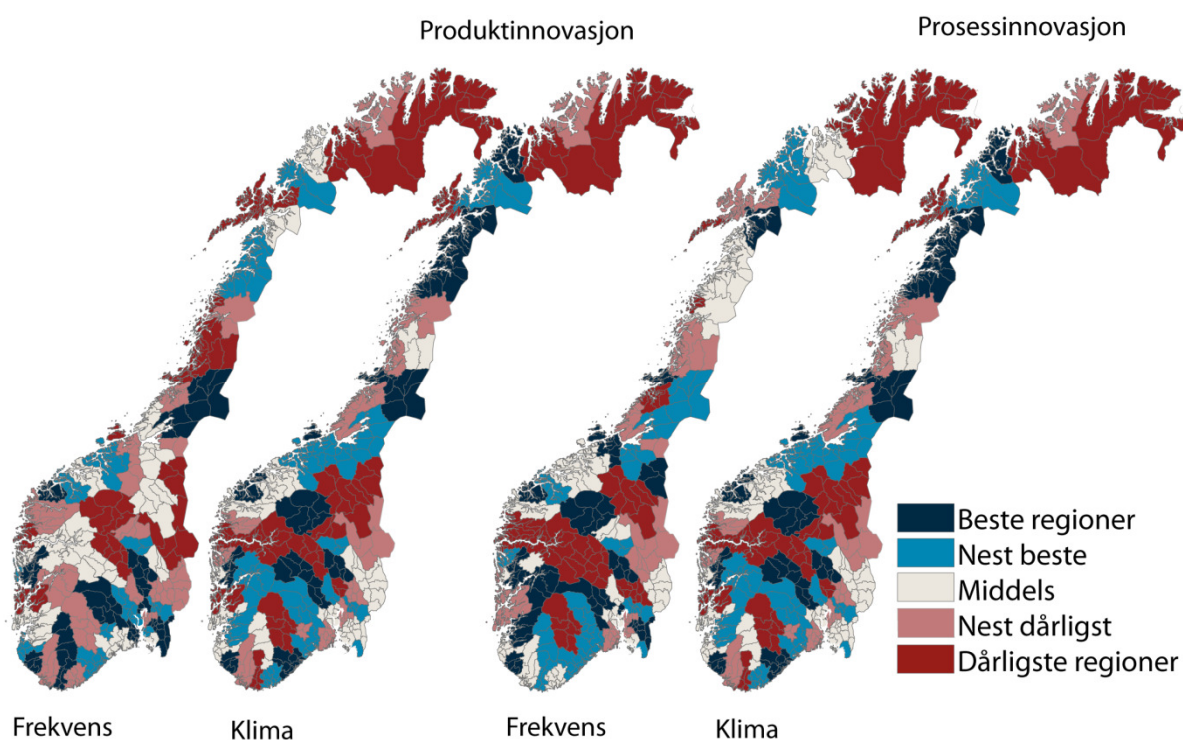 Produktinnovasjon
Prosessinnovasjon
Beste regioner
Nest beste
Middels
Nest dårligst
Dårligste regioner
Frekvens
Klima
Frekvens
Klima